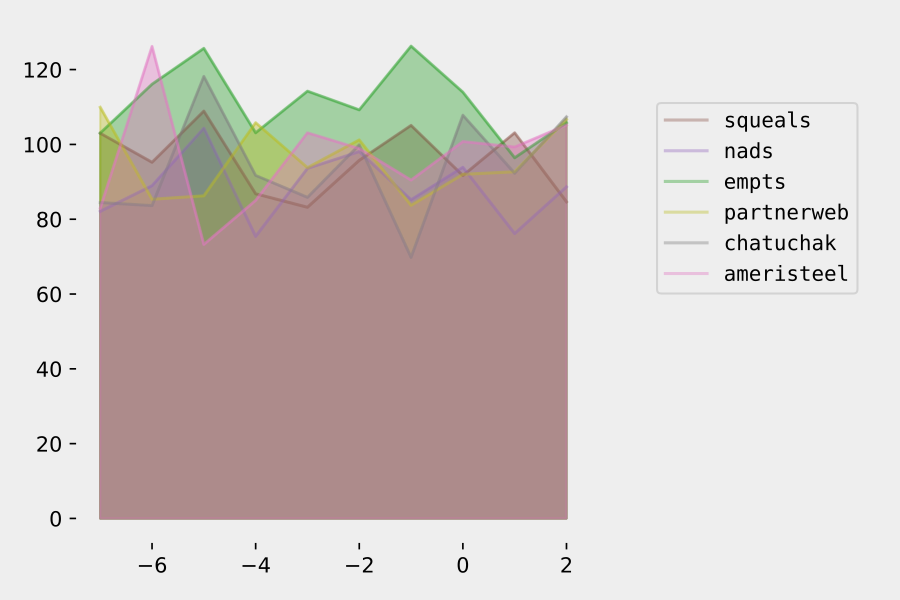 120
100
80
60
40
20
0
−6
−4
−2
0
2
squeals
nads
empts
partnerweb
chatuchak
ameristeel